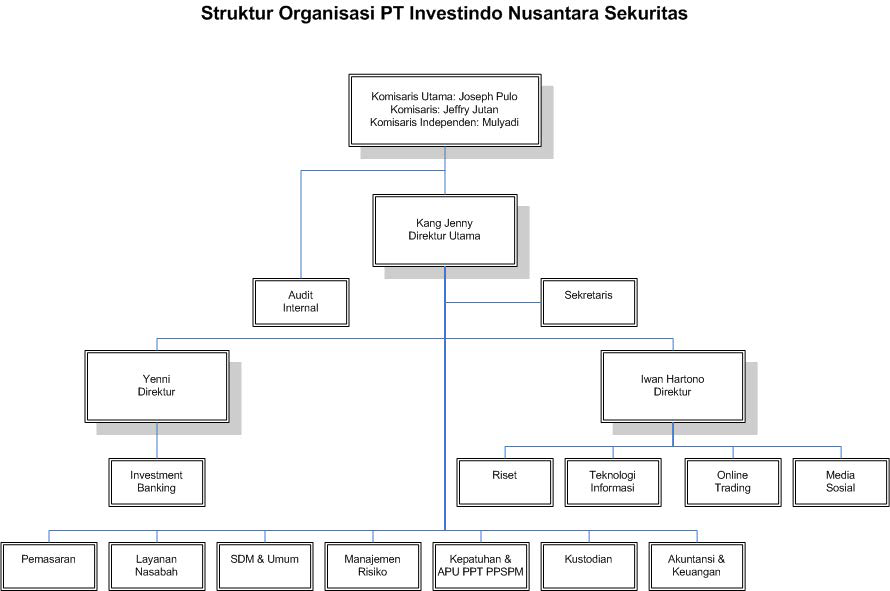 Struktur Organisasi PT Investindo Nusantara Sekuritas
Komisaris Utama: Joseph Pulo
Komisaris: Jeffry Jutan
Komisaris Independen: Mulyadi
Kang Jenny
Direktur Utama
Audit
Internal
Sekretaris
Yenni
Direktur
Iwan Hartono
Direktur
Investment
Banking
Riset
Teknologi
Informasi
Online
Trading
Media
Sosial
Pemasaran
Layanan
Nasabah
SDM & Umum
Manajemen
Risiko
Kepatuhan &
APU PPT PPSPM
Kustodian
Akuntansi &
Keuangan